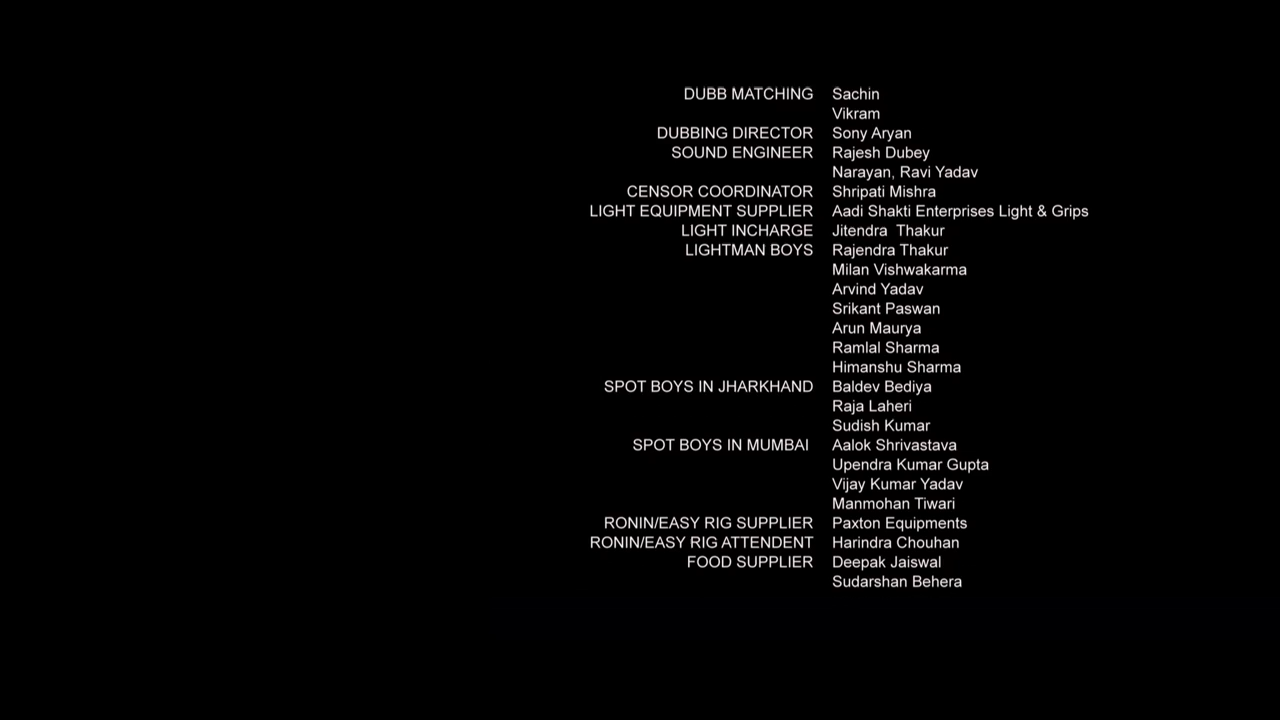 DUBB MATCHING Sachin
Vikram
DUBBING DIRECTOR Sony Aryan
SOUND ENGINEER Rajesh Dubey
Narayan, Ravi Yadav
CENSOR COORDINATOR Shripati Mishra
LIGHT EQUIPMENT SUPPLIER Aadi Shakti Enterprises Light & Grips
LIGHT INCHARGE Jitendra Thakur
LIGHTMAN BOYS Rajendra Thakur
Milan Vishwakarma
Arvind Yadav
Srikant Paswan
Arun Maurya
Ramlal Sharma
Himanshu Sharma
SPOT BOYS IN JHARKHAND Baldev Bediya
Raja Laheri
Sudish Kumar
SPOT BOYS IN MUMBAI Aalok Shrivastava
Upendra Kumar Gupta
Vijay Kumar Yadav
Manmohan Tiwari
RONIN/EASY RIG SUPPLIER Paxton Equipments
RONIN/EASY RIG ATTENDENT Harindra Chouhan
FOOD SUPPLIER Deepak Jaiswal
Sudarshan Behera